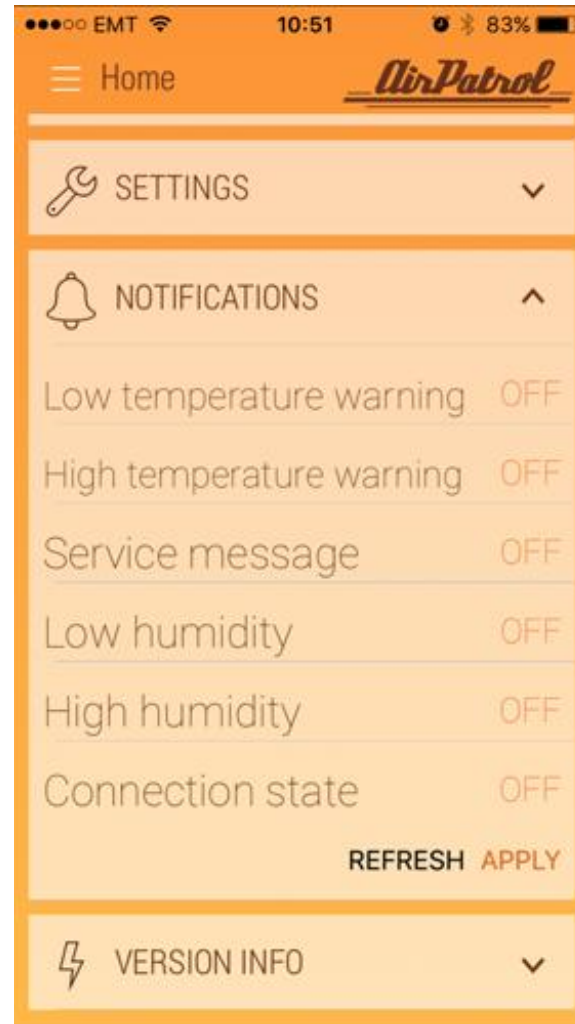 EMT 10:51 83%
Home AirPatrol
SETTINGS
NOTIFICATIONS
Low temperature warning OFF
High temperature warning OFF
Service message OFF
Low humidity OFF
High humidity OFF
Connection state OFF
REFRESH APPLY
VERSION INFO